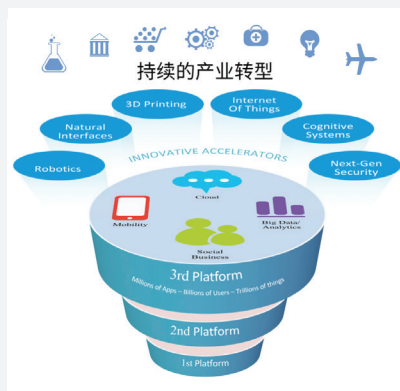 持续的产业转型
3D Printing
Internet
Of Things
Natural
Interfaces
Cognitive
Systems
Robotics
INNOVATIVE ACCELERATORS
Next-Gen
Security
Cloud
Mobility
Big Data/
Analytics
Social
Business
3rd Platform
Millions of Apps – Billions of Users – Trillions of things
2nd Platform
1st Platform